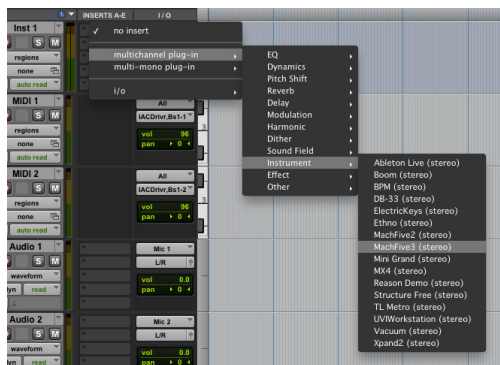 INSERTS A-E
I / O
Inst 1
S M
regions
none
auto read
✓ no insert
multichannel plug-in
multi-mono plug-in
i/o
EQ
Dynamics
Pitch Shift
Reverb
Delay
Modulation
Harmonic
Dither
Sound Field
Instrument
Effect
Other
Ableton Live (stereo)
Boom (stereo)
BPM (stereo)
DB-33 (stereo)
ElectricKeys (stereo)
Ethno (stereo)
MachFive2 (stereo)
MachFive3 (stereo)
Mini Grand (stereo)
MX4 (stereo)
Reason Demo (stereo)
Structure Free (stereo)
TL Metro (stereo)
UVIWorkstation (stereo)
Vacuum (stereo)
Xpand2 (stereo)
MIDI 1
S M
regions
none
auto read
All
IACDrivr,Bs1-1
vol 96
pan 0
3
MIDI 2
S M
regions
none
auto read
All
IACDrivr,Bs1-2
vol 96
pan 0
3
Audio 1
S M
waveform
dyn read
Mic 1
L/R
vol 0.0
pan 0
Audio 2
S M
waveform
dyn read
Mic 2
L/R
vol 0.0
pan 0